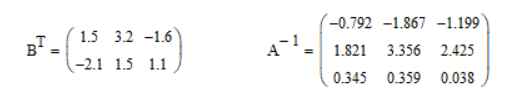 B^T = ( 1.5 3.2 −1.6
−2.1 1.5 1.1 )
A^−1 = ( −0.792 −1.867 −1.199
1.821 3.356 2.425
0.345 0.359 0.038 )